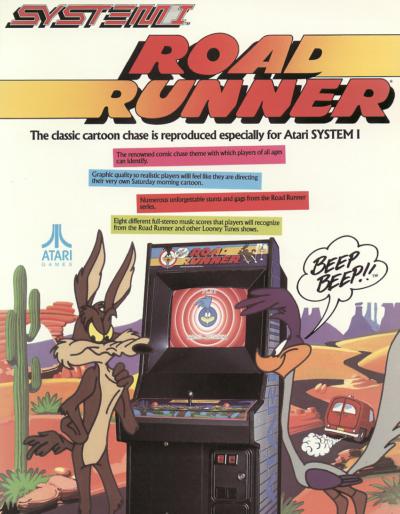 SYSTEM I
ROAD
RUNNER
The classic cartoon chase is reproduced especially for Atari SYSTEM I
The renowned comic chase theme with which players of all ages
can identify.
Graphic quality so realistic players will feel like they are directing
their very own Saturday morning cartoon.
Numerous unforgettable stunts and gags from the Road Runner
series.
Eight different full-stereo music scores that players will recognize
from the Road Runner and other Looney Tunes shows.
ATARI
GAMES
ROAD
RUNNER
BEEP
BEEP!!
TM